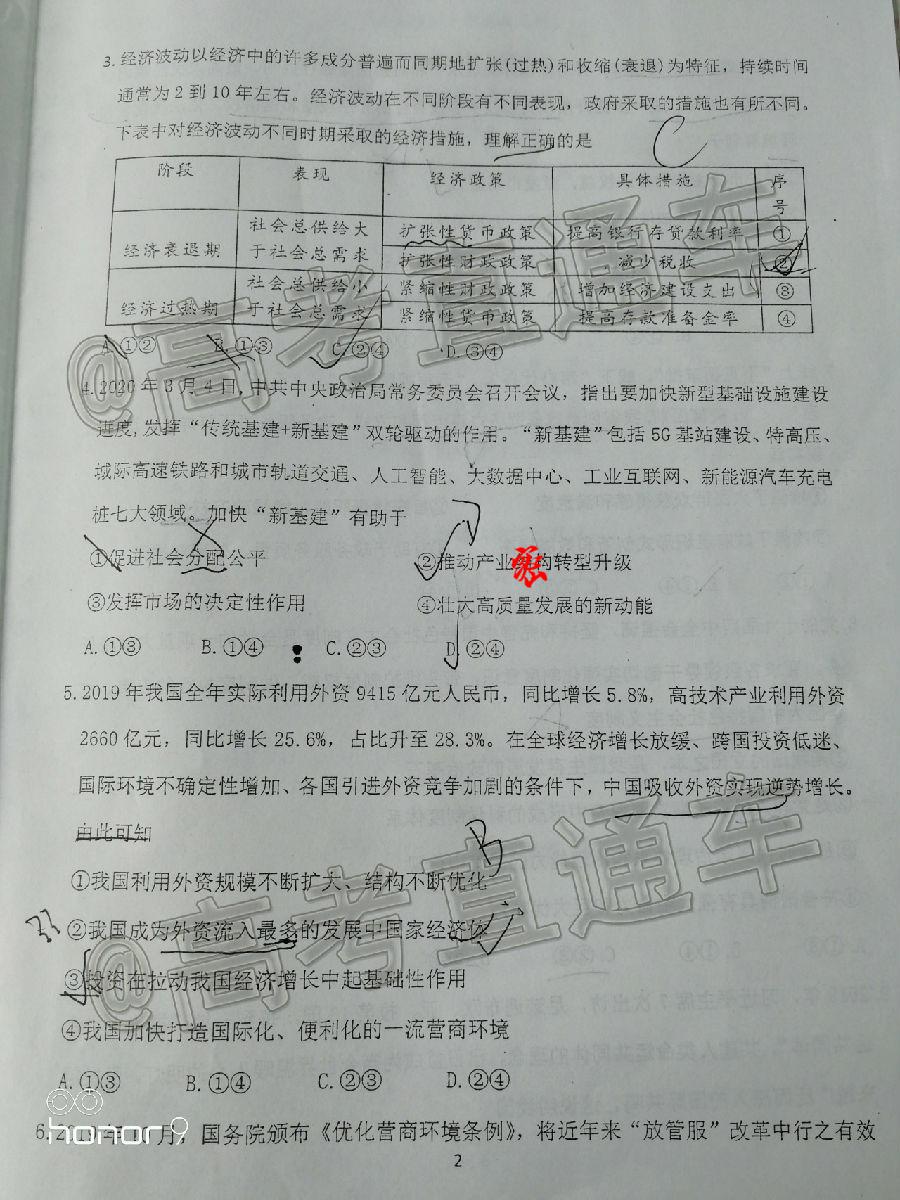 3. 经济波动以经济中的许多成分普遍而同期地扩张(过热)和收缩(衰退)为特征，持续时间
通常为2到10年左右。经济波动在不同阶段有不同表现，政府采取的措施也有所不同。
下表中对经济波动不同时期采取的经济措施，理解正确的是
C
阶段 表现 经济政策 具体措施 序号
经济衰退期 社会总供给大于社会总需求 扩张性货币政策 提高银行存贷款利率 ①
扩张性财政政策 减少税收 ②
经济过热期 社会总供给小于社会总需求 紧缩性财政政策 增加经济建设支出 ③
紧缩性货币政策 提高存款准备金率 ④
A.①② B.①③ C.②④ D.③④
4.2020年3月4日，中共中央政治局常务委员会召开会议，指出要加快新型基础设施建设
进度，发挥“传统基建+新基建”双轮驱动的作用。“新基建”包括5G基站建设、特高压、
城际高速铁路和城市轨道交通、人工智能、大数据中心、工业互联网、新能源汽车充电
桩七大领域。加快“新基建”有助于
①促进社会分配公平 ②推动产业结构转型升级
③发挥市场的决定性作用 ④壮大高质量发展的新动能
A.①③ B.①④ C.②③ D.②④
5.2019年我国全年实际利用外资9415亿元人民币，同比增长5.8%，高技术产业利用外资
2660亿元，同比增长25.6%，占比升至28.3%。在全球经济增长放缓、跨国投资低迷、
国际环境不确定性增加、各国引进外资竞争加剧的条件下，中国吸收外资实现逆势增长。
由此可知
B
①我国利用外资规模不断扩大、结构不断优化
②我国成为外资流入最多的发展中国家经济体
③投资在拉动我国经济增长中起基础性作用
④我国加快打造国际化、便利化的一流营商环境
A.①③ B.①④ C.②③ D.②④
6.2019年10月，国务院颁布《优化营商环境条例》，将近年来“放管服”改革中行之有效
2
@高考直通车
@高考直通车
SHOT ON
honor 9